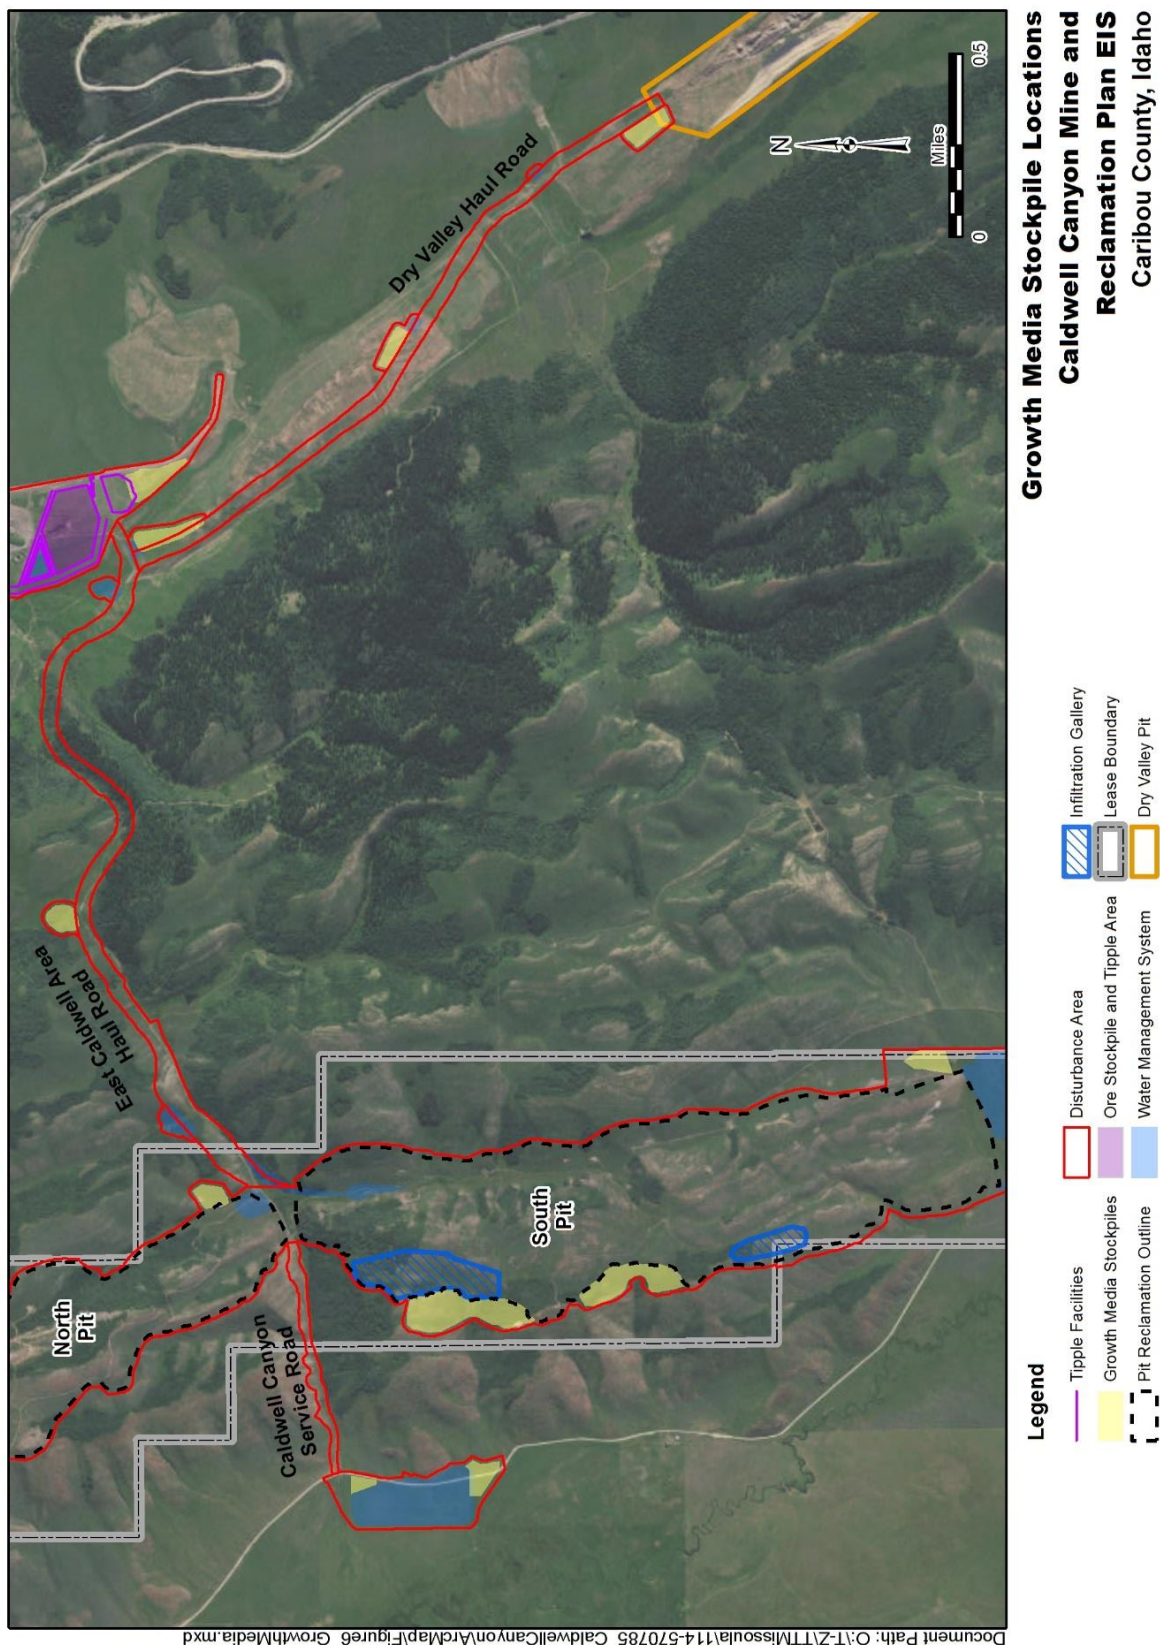 North
Pit
Caldwell Canyon
Service Road
East Caldwell Area
Haul Road
South
Pit
Dry Valley Haul Road
N
Miles
0
0.5
Growth Media Stockpile Locations
Caldwell Canyon Mine and
Reclamation Plan EIS
Caribou County, Idaho
Legend
Tipple Facilities
Growth Media Stockpiles
Pit Reclamation Outline
Disturbance Area
Ore Stockpile and Tipple Area
Water Management System
Infiltration Gallery
Lease Boundary
Dry Valley Pit
Document Path: O:\T-Z\TTMissoula\114-570785_CaldwellCanyon\ArcMap\Figure6_GrowthMedia.mxd